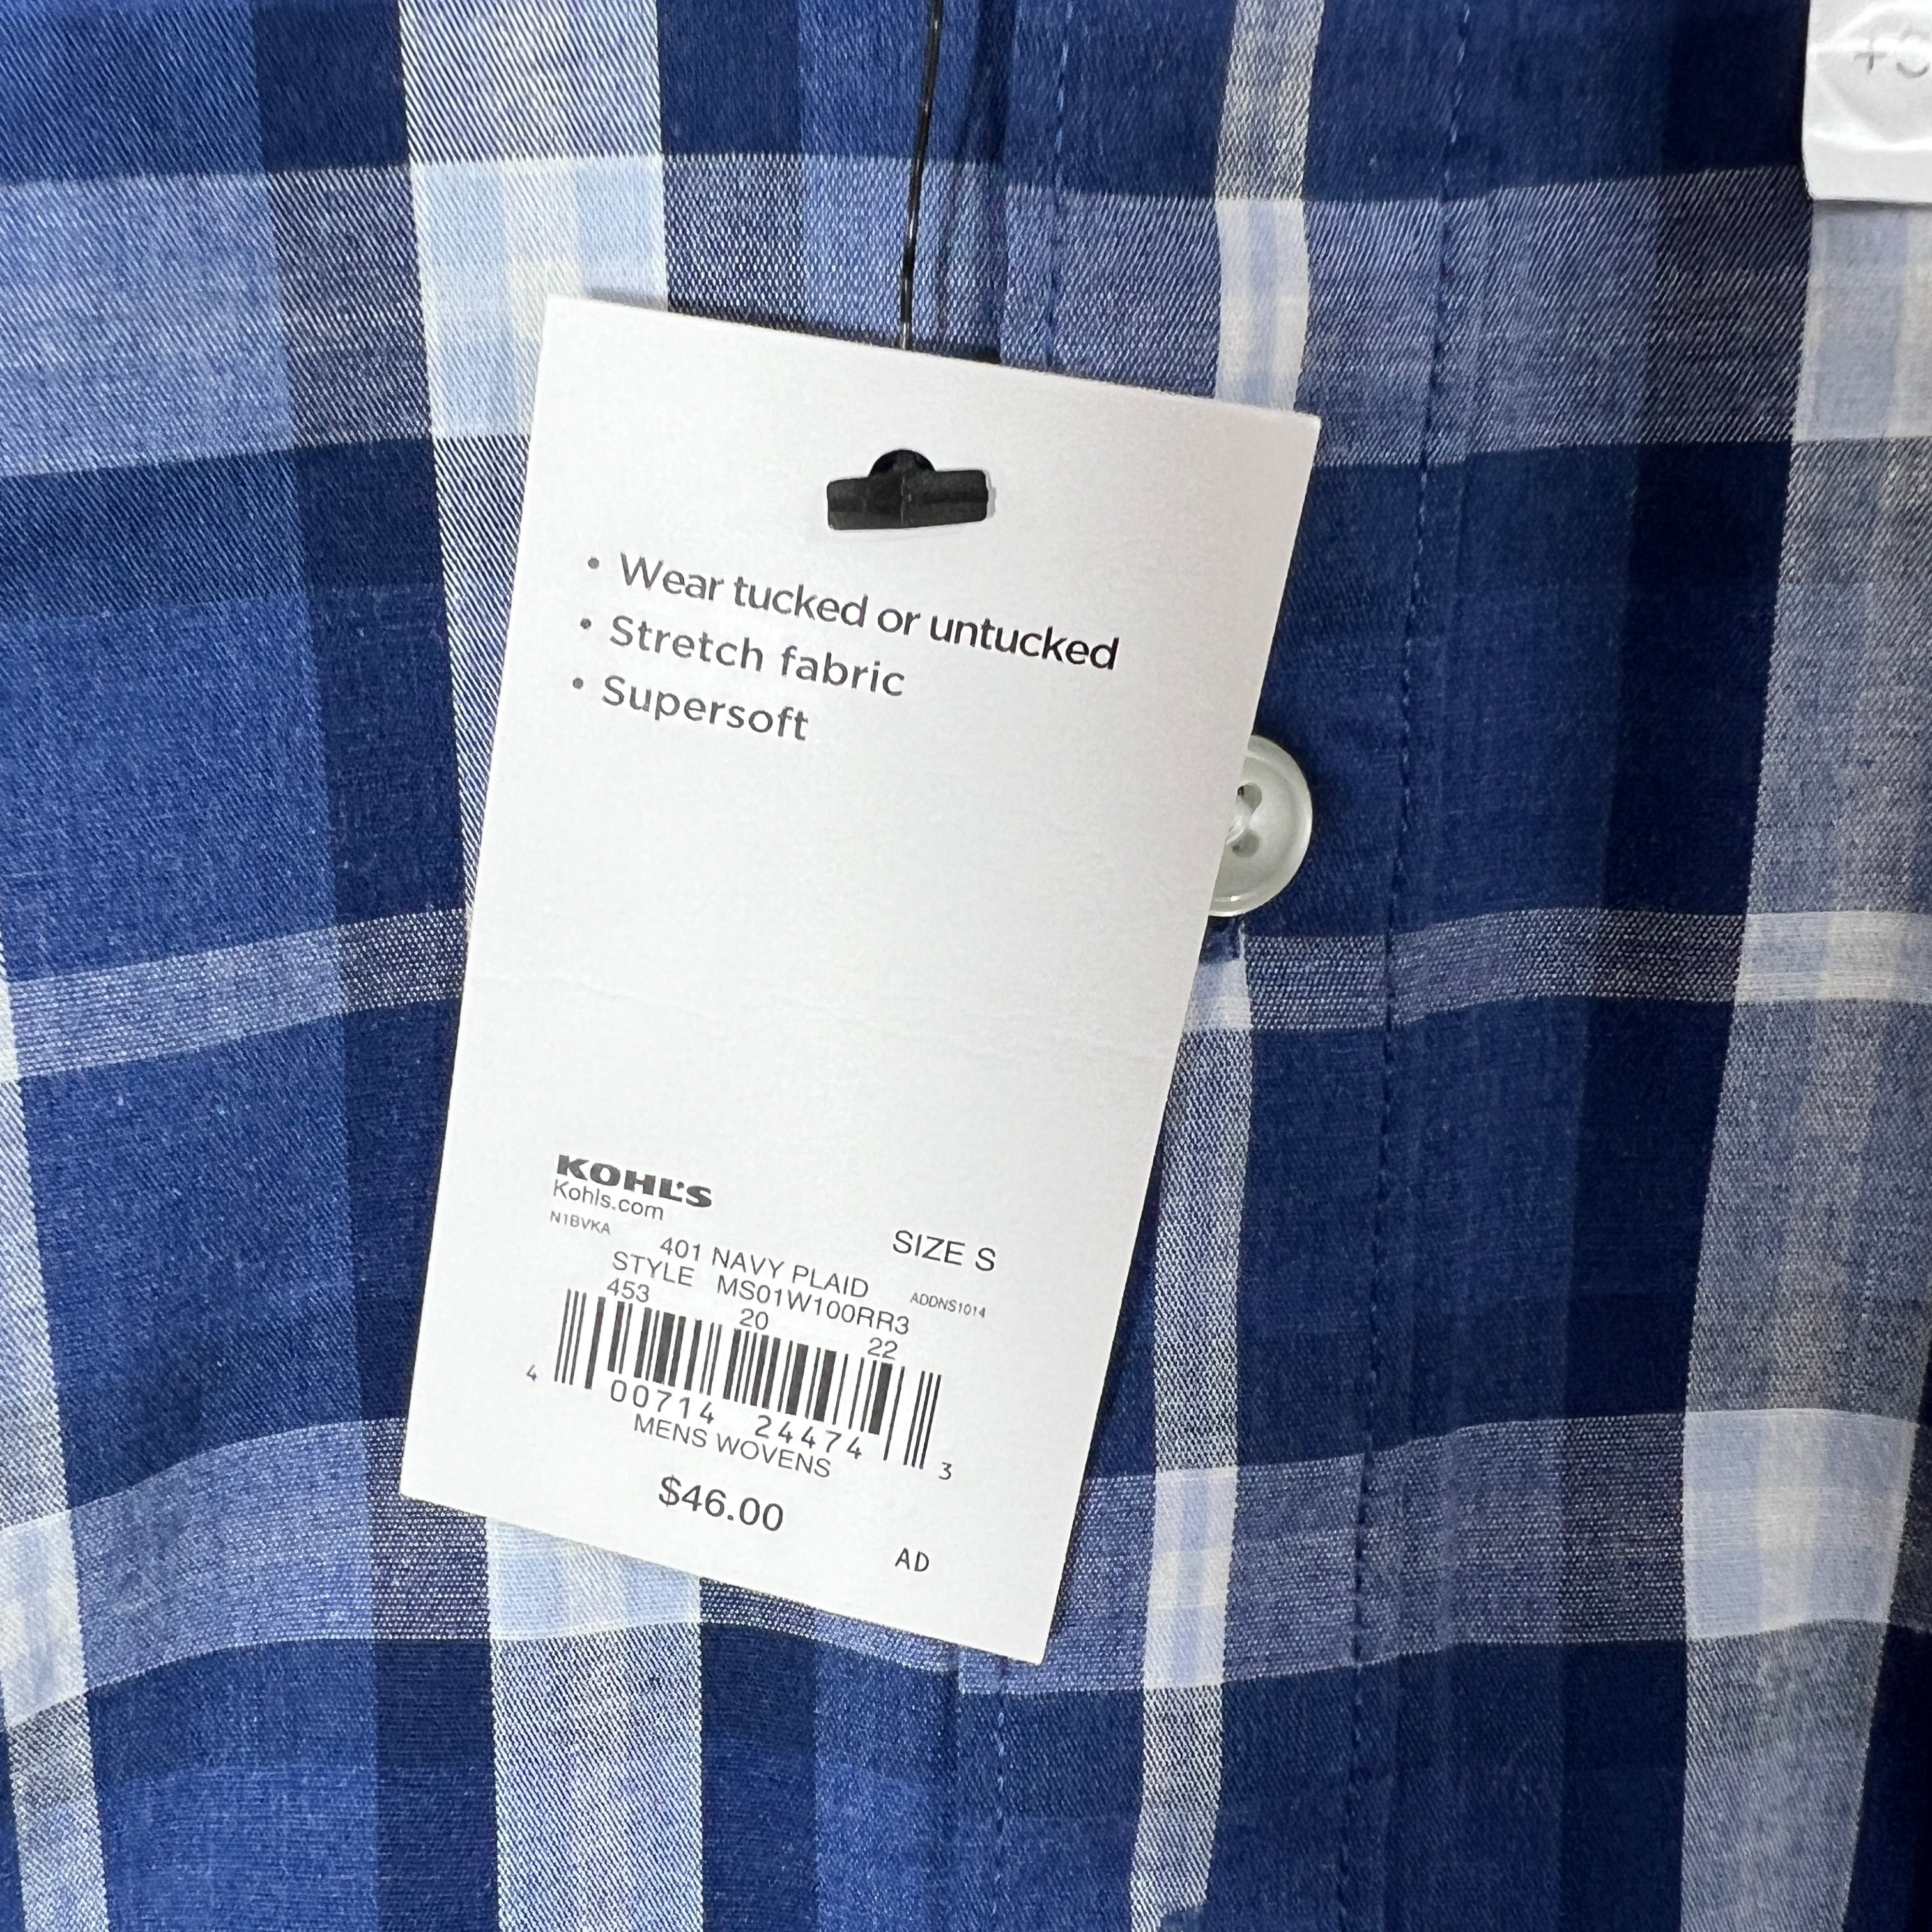 • Wear tucked or untucked
• Stretch fabric
• Supersoft
KOHL'S
Kohls.com
N1BVKA
SIZE S
401 NAVY PLAID
STYLE MS01W100RR3
ADDNS1014
453 20 22
4 00714 24474 3
MENS WOVENS
$46.00
AD